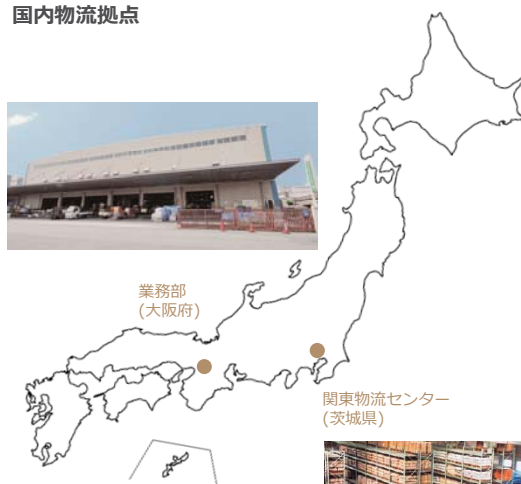 国内物流拠点
業務部
(大阪府)
関東物流センター
(茨城県)